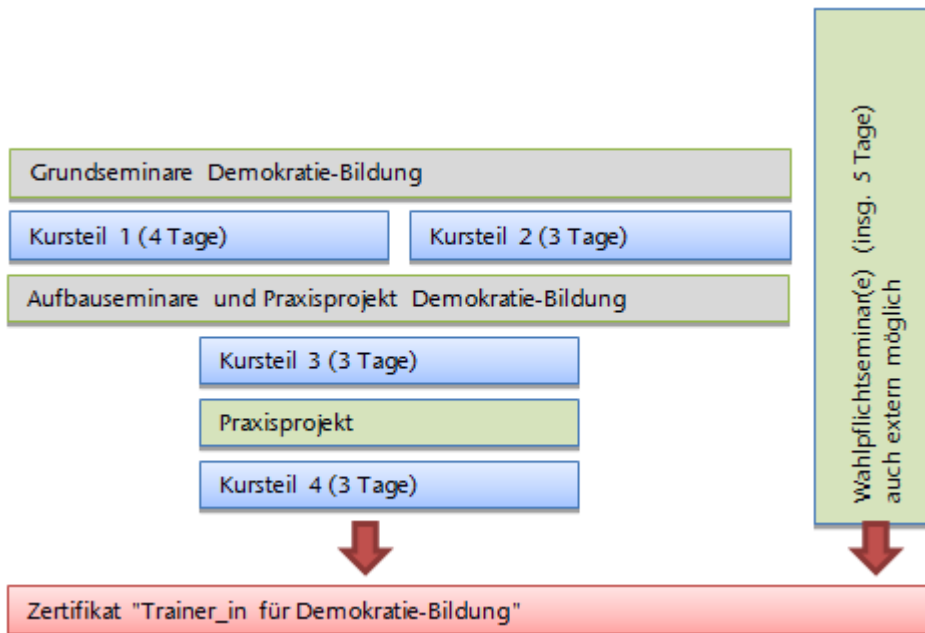 Grundseminare Demokratie-Bildung
Kursteil 1 (4 Tage)
Kursteil 2 (3 Tage)
Aufbauseminare und Praxisprojekt Demokratie-Bildung
Kursteil 3 (3 Tage)
Praxisprojekt
Kursteil 4 (3 Tage)
Wahlpflichtseminar(e) (insg. 5 Tage)
auch extern möglich
Zertifikat "Trainer_in für Demokratie-Bildung"